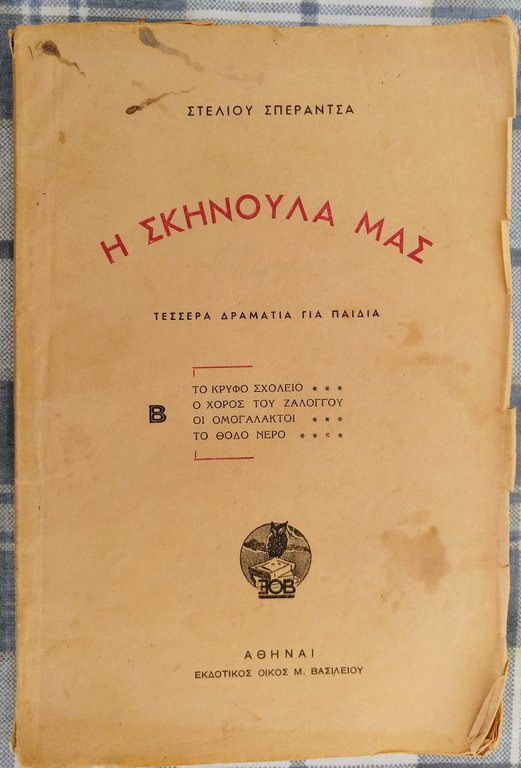 ΣΤΕΛΙΟΥ ΣΠΕΡΑΝΤΣΑ
Η ΣΚΗΝΟΥΛΑ ΜΑΣ
ΤΕΣΣΕΡΑ ΔΡΑΜΑΤΙΑ ΓΙΑ ΠΑΙΔΙΑ
Β
ΤΟ ΚΡΥΦΟ ΣΧΟΛΕΙΟ * * *
Ο ΧΟΡΟΣ ΤΟΥ ΖΑΛΟΓΓΟΥ
ΟΙ ΟΜΟΓΑΛΑΚΤΟΙ * * *
ΤΟ ΘΟΛΟ ΝΕΡΟ * * * *
ΕΟΒ
ΑΘΗΝΑΙ
ΕΚΔΟΤΙΚΟΣ ΟΙΚΟΣ Μ. ΒΑΣΙΛΕΙΟΥ